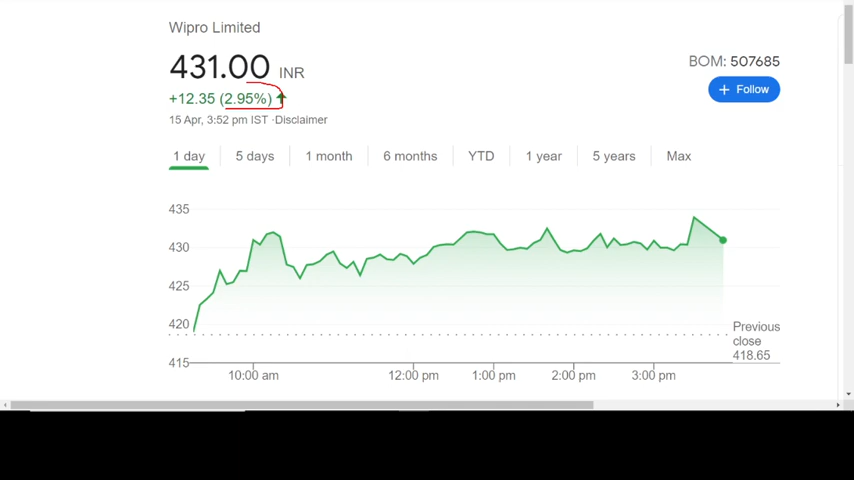 Wipro Limited
431.00 INR
BOM: 507685
+12.35 (2.95%)
+ Follow
15 Apr, 3:52 pm IST ·Disclaimer
1 day 5 days 1 month 6 months YTD 1 year 5 years Max
435
430
425
420
Previous
close
418.65
415
10:00 am 12:00 pm 1:00 pm 2:00 pm 3:00 pm